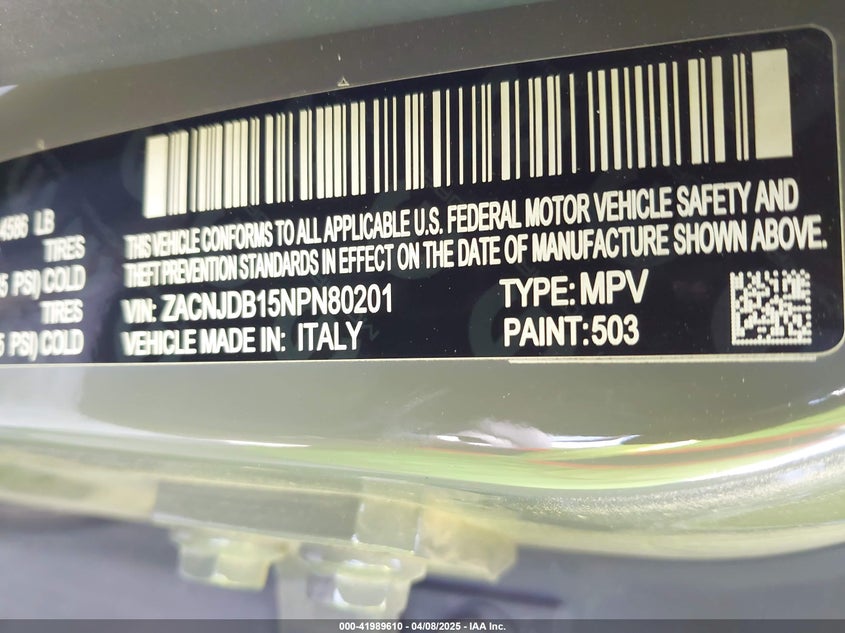 4586 LB
TIRES
5 PSI) COLD
TIRES
5 PSI) COLD
THIS VEHICLE CONFORMS TO ALL APPLICABLE U.S. FEDERAL MOTOR VEHICLE SAFETY AND
THEFT PREVENTION STANDARDS IN EFFECT ON THE DATE OF MANUFACTURE SHOWN ABOVE.
VIN: ZACNJDB15NPN80201 TYPE: MPV
VEHICLE MADE IN: ITALY PAINT: 503
000-41989610 - 04/08/2025 - IAA Inc.